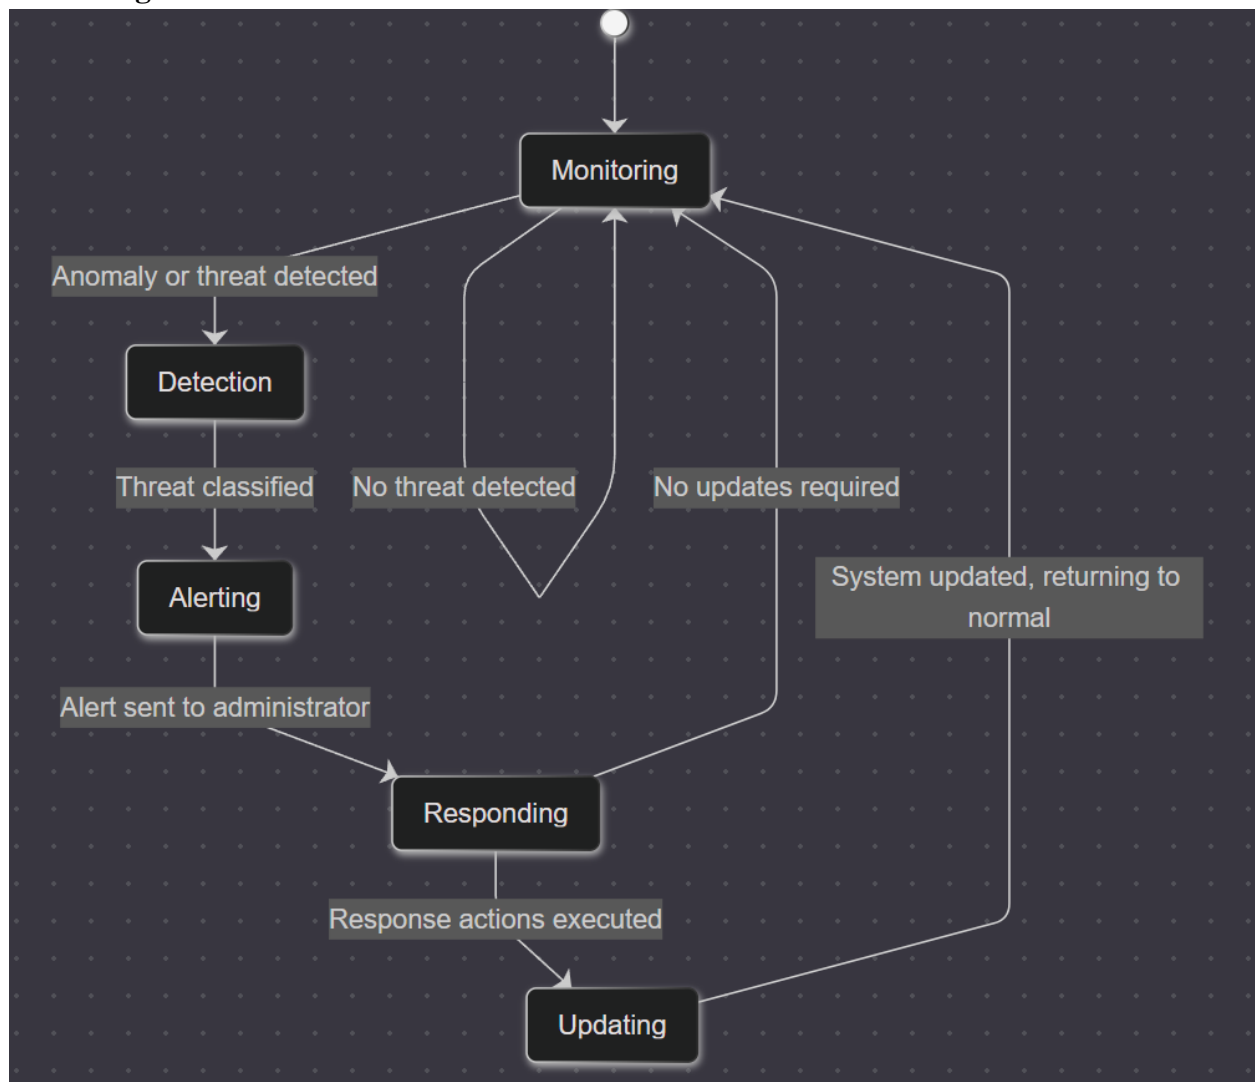 Monitoring
Anomaly or threat detected
Detection
Threat classified
No threat detected
No updates required
System updated, returning to
normal
Alerting
Alert sent to administrator
Responding
Response actions executed
Updating